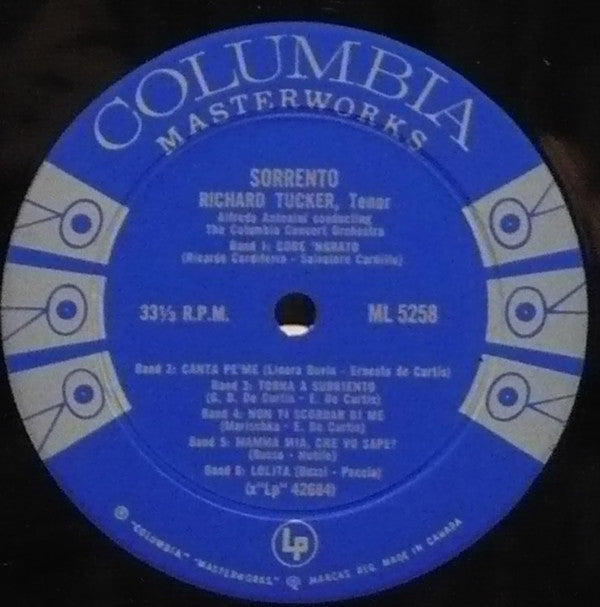 COLUMBIA
MASTERWORKS
SORRENTO
RICHARD TUCKER, Tenor
Alfredo Antonini conducting
The Columbia Concert Orchestra
Band 1: CORE 'NGRATO
(Ricardo Cordiferro - Salvatore Cardillo)
33⅓ R.P.M.
ML 5258
Band 2: CANTA PE'ME (Libero Bovio - Ernesto de Curtis)
Band 3: TORNA A SURRIENTO
(G. B. De Curtis - E. De Curtis)
Band 4: NON TI SCORDAR DI ME
(Marischka - E. De Curtis)
Band 5: MAMMA MIA, CHE VO SAPE?
(Russo - Nutile)
Band 6: LOLITA (Buzzi - Peccia)
(x"Lp" 42684)
Lp
"COLUMBIA" "MASTERWORKS," MARCAS REG. MADE IN CANADA